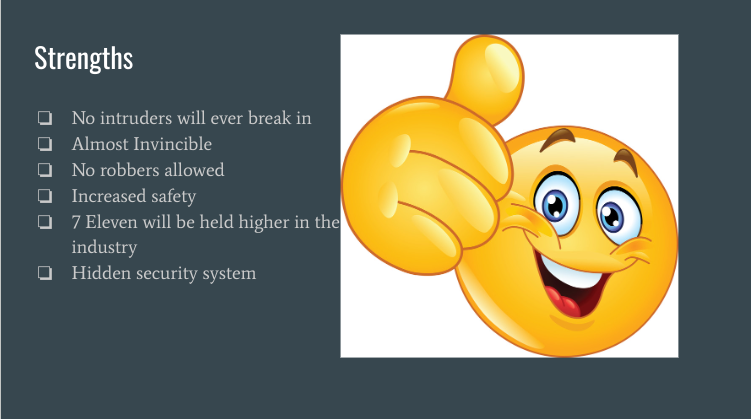 Strengths
No intruders will ever break in
Almost Invincible
No robbers allowed
Increased safety
7 Eleven will be held higher in the
industry
Hidden security system